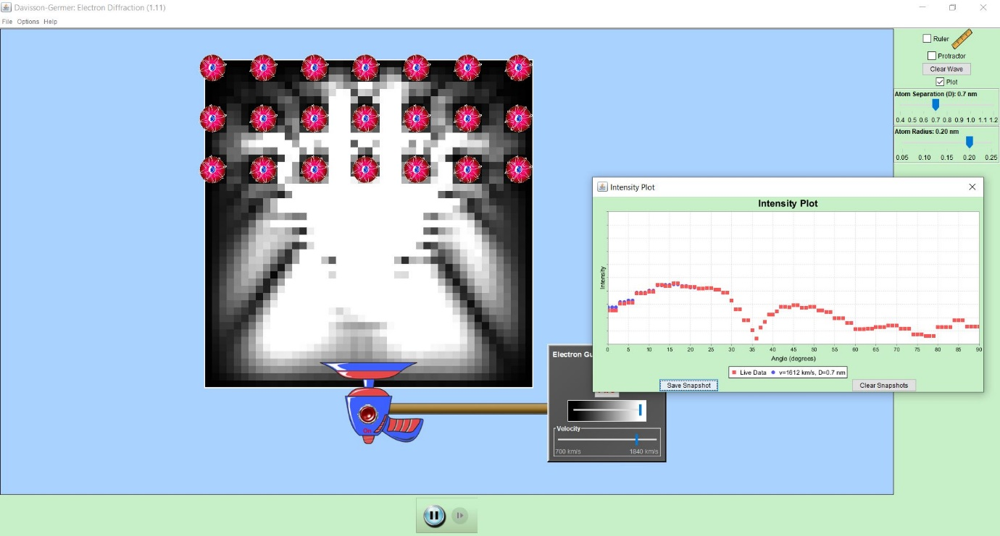 Davisson-Germer: Electron Diffraction (1.11)
File Options Help
Ruler
Protractor
Clear Wave
Plot
Atom Separation (D): 0.7 nm
0.4 0.5 0.6 0.7 0.8 0.9 1.0 1.1 1.2
Atom Radius: 0.20 nm
0.05 0.10 0.15 0.20 0.25
Intensity Plot
Intensity Plot
Intensity
0 5 10 15 20 25 30 35 40 45 50 55 60 65 70 75 80 85 90
Angle (degrees)
Live Data v=1612 km/s, D=0.7 nm
Save Snapshot Clear Snapshots
Electron Gu
Velocity
700 km/s 1840 km/s
On